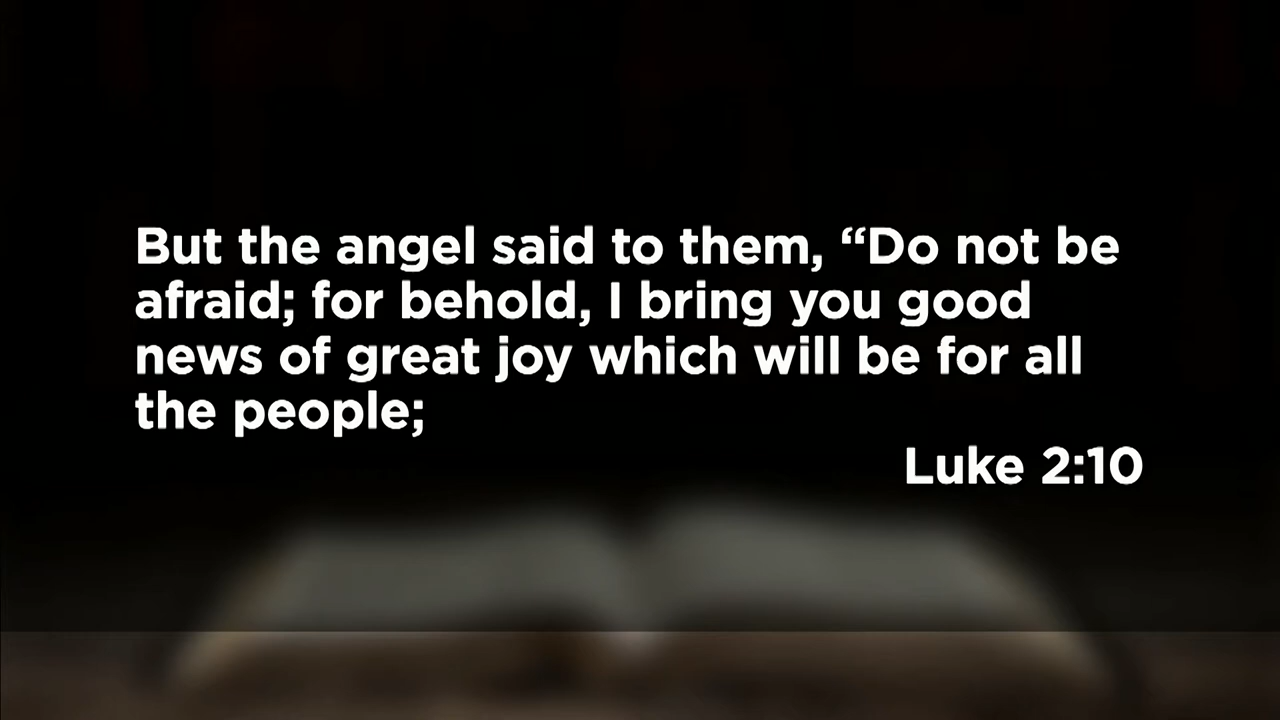 But the angel said to them, “Do not be
afraid; for behold, I bring you good
news of great joy which will be for all
the people;
Luke 2:10